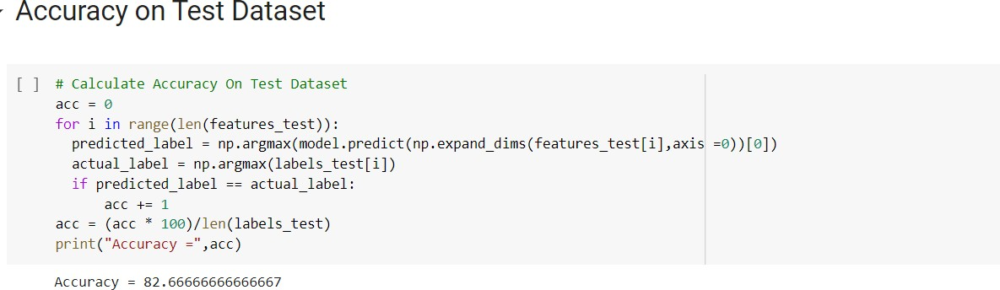 Accuracy on Test Dataset
[ ] # Calculate Accuracy On Test Dataset
acc = 0
for i in range(len(features_test)):
  predicted_label = np.argmax(model.predict(np.expand_dims(features_test[i],axis =0))[0])
  actual_label = np.argmax(labels_test[i])
  if predicted_label == actual_label:
      acc += 1
acc = (acc * 100)/len(labels_test)
print("Accuracy =",acc)
Accuracy = 82.66666666666667